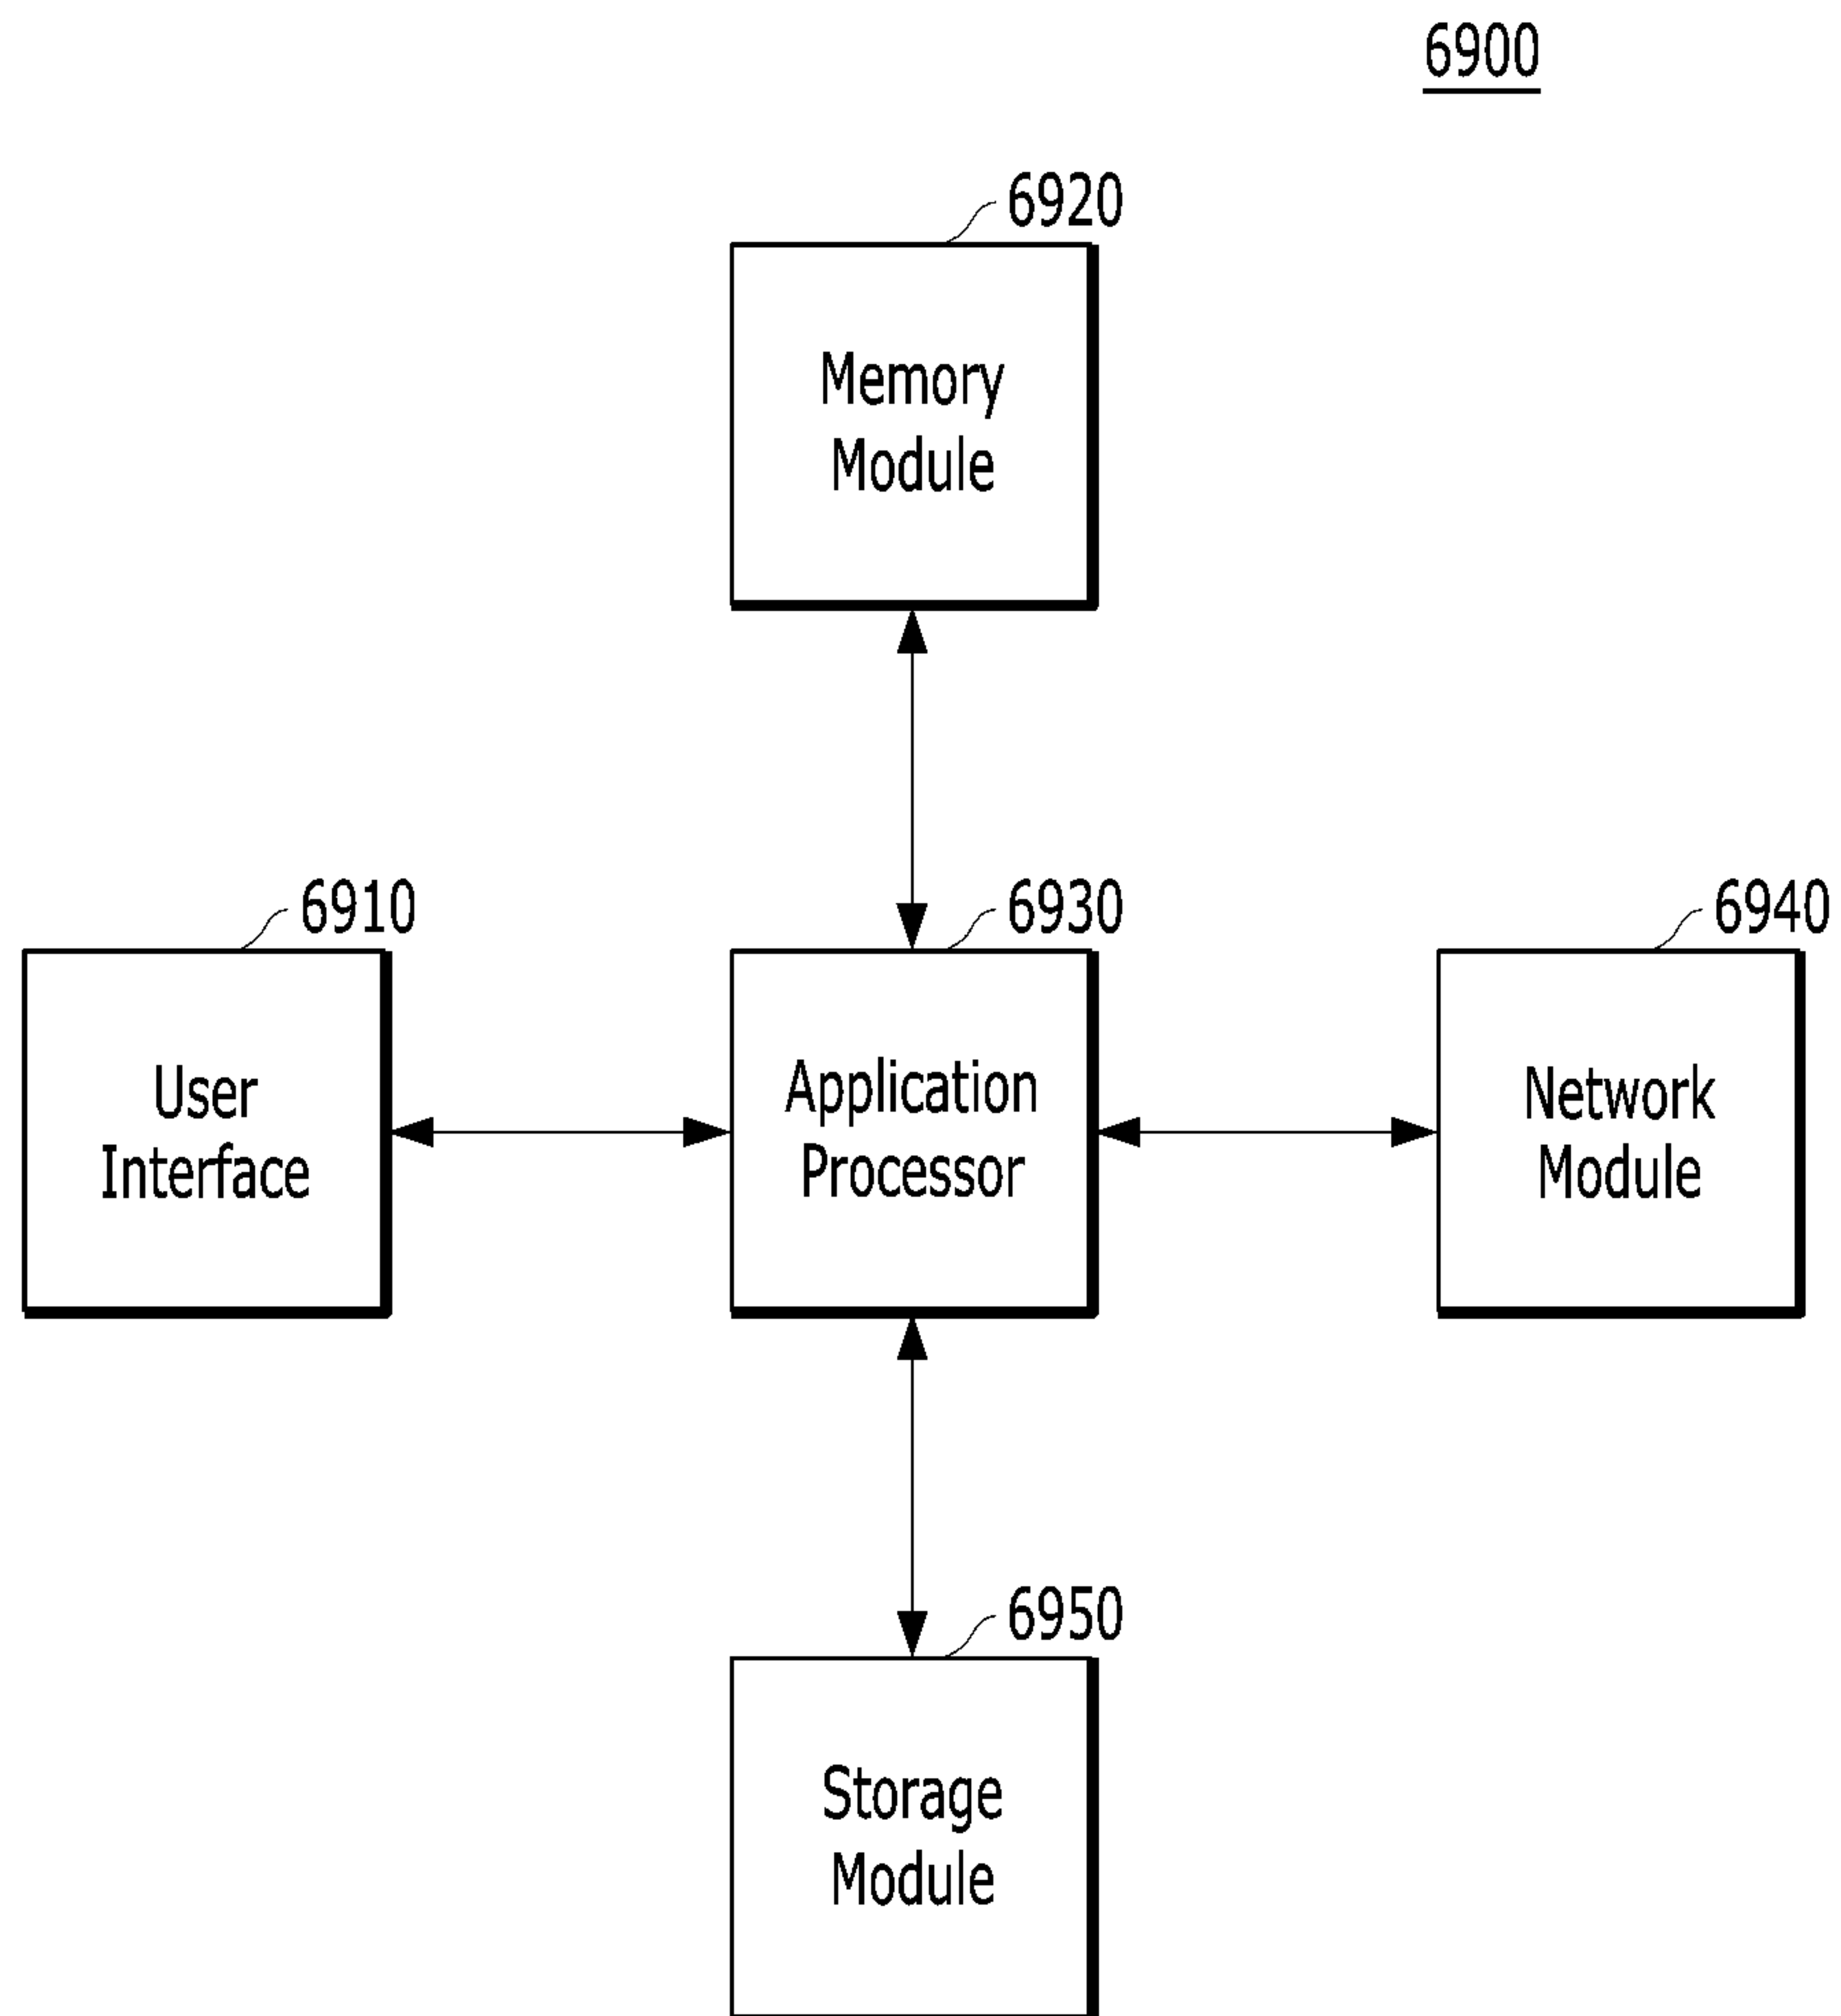 6900
6920
Memory
Module
6910
6930
6940
User
Interface
Application
Processor
Network
Module
6950
Storage
Module